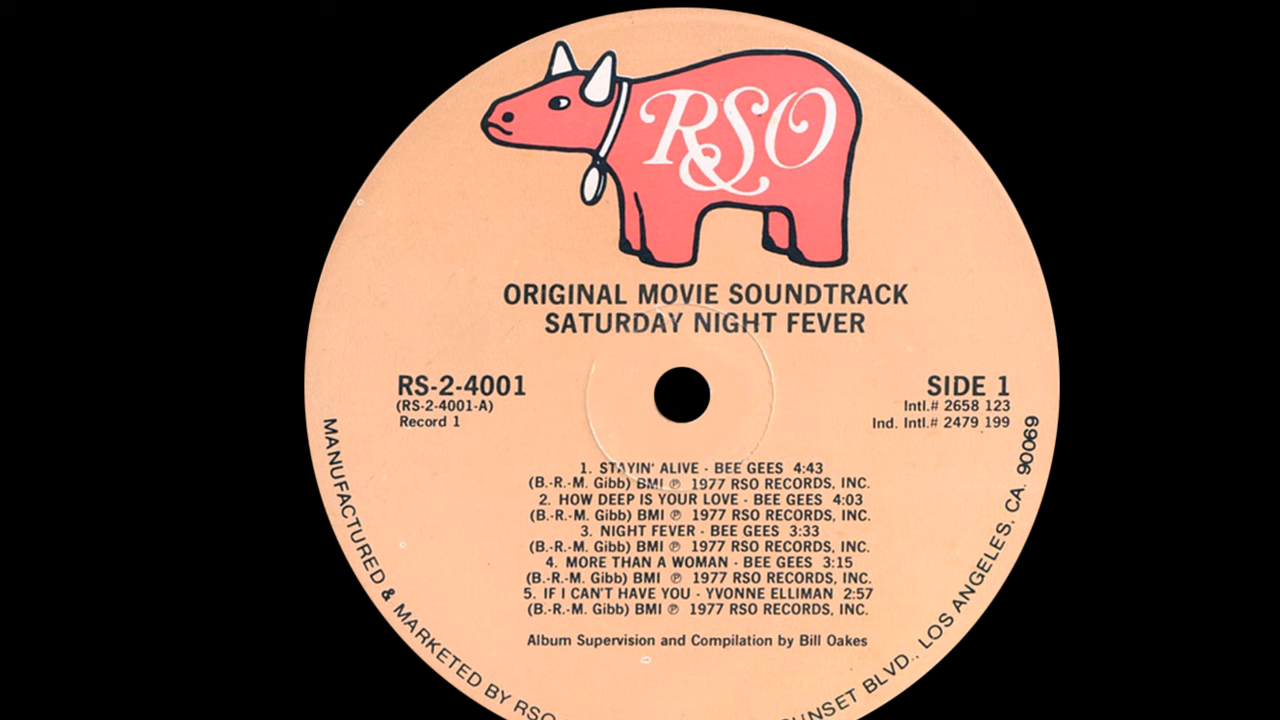 RSO
ORIGINAL MOVIE SOUNDTRACK
SATURDAY NIGHT FEVER
RS-2-4001
(RS-2-4001-A)
Record 1
SIDE 1
Intl.# 2658 123
Ind. Intl.# 2479 199
1. STAYIN' ALIVE - BEE GEES 4:43
(B.-R.-M. Gibb) BMI ℗ 1977 RSO RECORDS, INC.
2. HOW DEEP IS YOUR LOVE - BEE GEES 4:03
(B.-R.-M. Gibb) BMI ℗ 1977 RSO RECORDS, INC.
3. NIGHT FEVER - BEE GEES 3:33
(B.-R.-M. Gibb) BMI ℗ 1977 RSO RECORDS, INC.
4. MORE THAN A WOMAN - BEE GEES 3:15
(B.-R.-M. Gibb) BMI ℗ 1977 RSO RECORDS, INC.
5. IF I CAN'T HAVE YOU - YVONNE ELLIMAN 2:57
(B.-R.-M. Gibb) BMI ℗ 1977 RSO RECORDS, INC.
Album Supervision and Compilation by Bill Oakes
MANUFACTURED & MARKETED BY RSO SUNSET BLVD., LOS ANGELES, CA. 90069